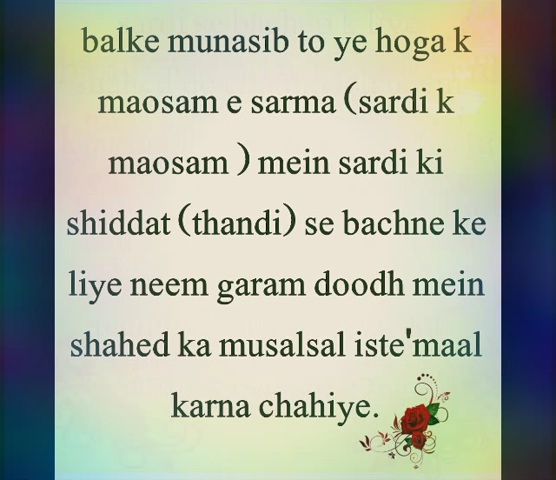 balke munasib to ye hoga k
maosam e sarma (sardi k
maosam ) mein sardi ki
shiddat (thandi) se bachne ke
liye neem garam doodh mein
shahed ka musalsal iste'maal
karna chahiye.